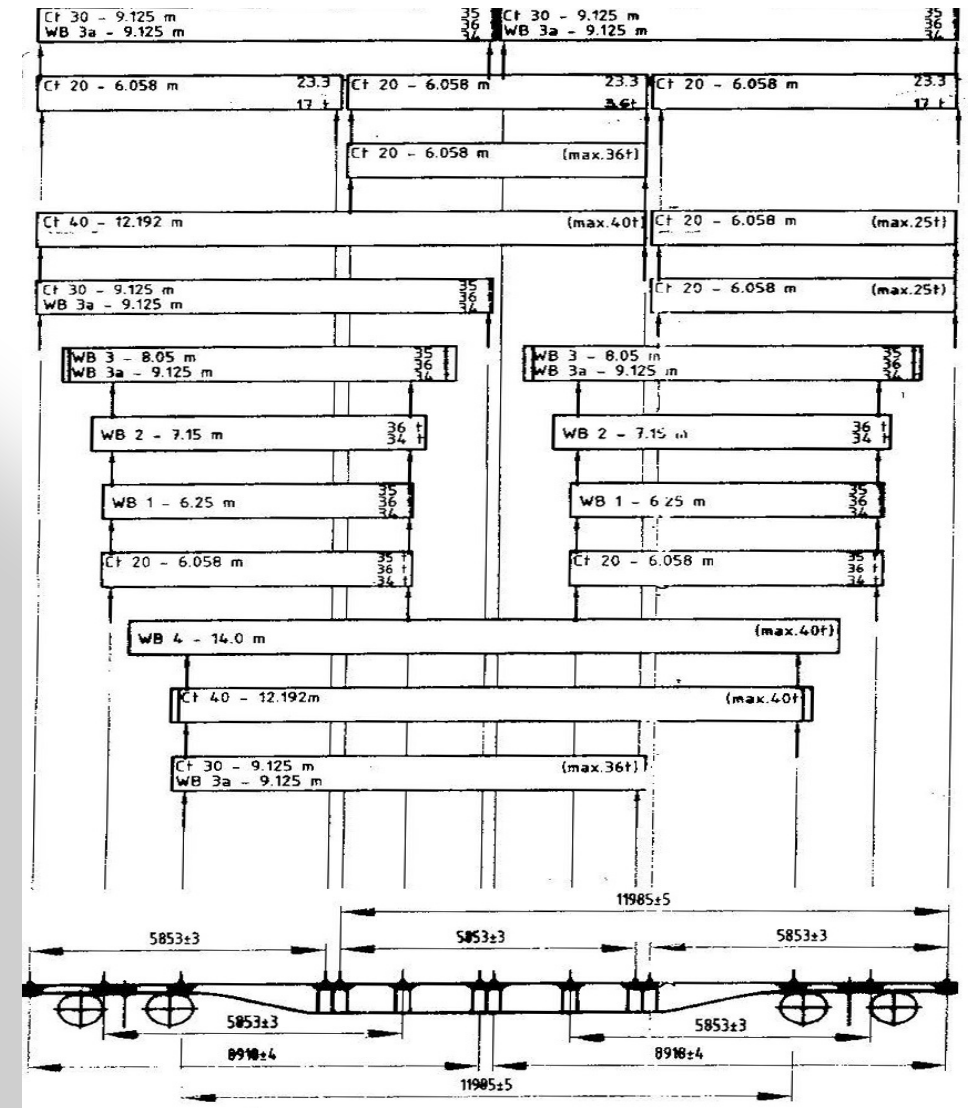 Ct 30 - 9.125 m 35 Ct 30 - 9.125 m 35
WB 3a - 9.125 m 36 WB 3a - 9.125 m 36
34 34
Ct 20 - 6.058 m 23.3 Ct 20 - 6.058 m 23.3 Ct 20 - 6.058 m 23.3
17 t 17 t
Ct 20 - 6.058 m (max.36t)
Ct 40 - 12.192 m (max.40t) Ct 20 - 6.058 m (max.25t)
Ct 30 - 9.125 m 35 Ct 20 - 6.058 m (max.25t)
WB 3a - 9.125 m 36
34
WB 3 - 8.05 m 35 WB 3 - 8.05 m 35
WB 3a - 9.125 m 36 t WB 3a - 9.125 m 36 t
34 34
WB 2 - 7.15 m 36 t WB 2 - 7.15 m 36 t
34 t 34 t
WB 1 - 6.25 m 35 WB 1 - 6.25 m 35
36 36
34 34
Ct 20 - 6.058 m 35 t Ct 20 - 6.058 m 35 t
36 t 36 t
34 t 34 t
WB 4 - 14.0 m (max.40t)
Ct 40 - 12.192m (max.40t)
Ct 30 - 9.125 m (max.36t)
WB 3a - 9.125 m
11985±5
5853±3 5853±3 5853±3
5853±3 5853±3
8918±4 8918±4
11985±5